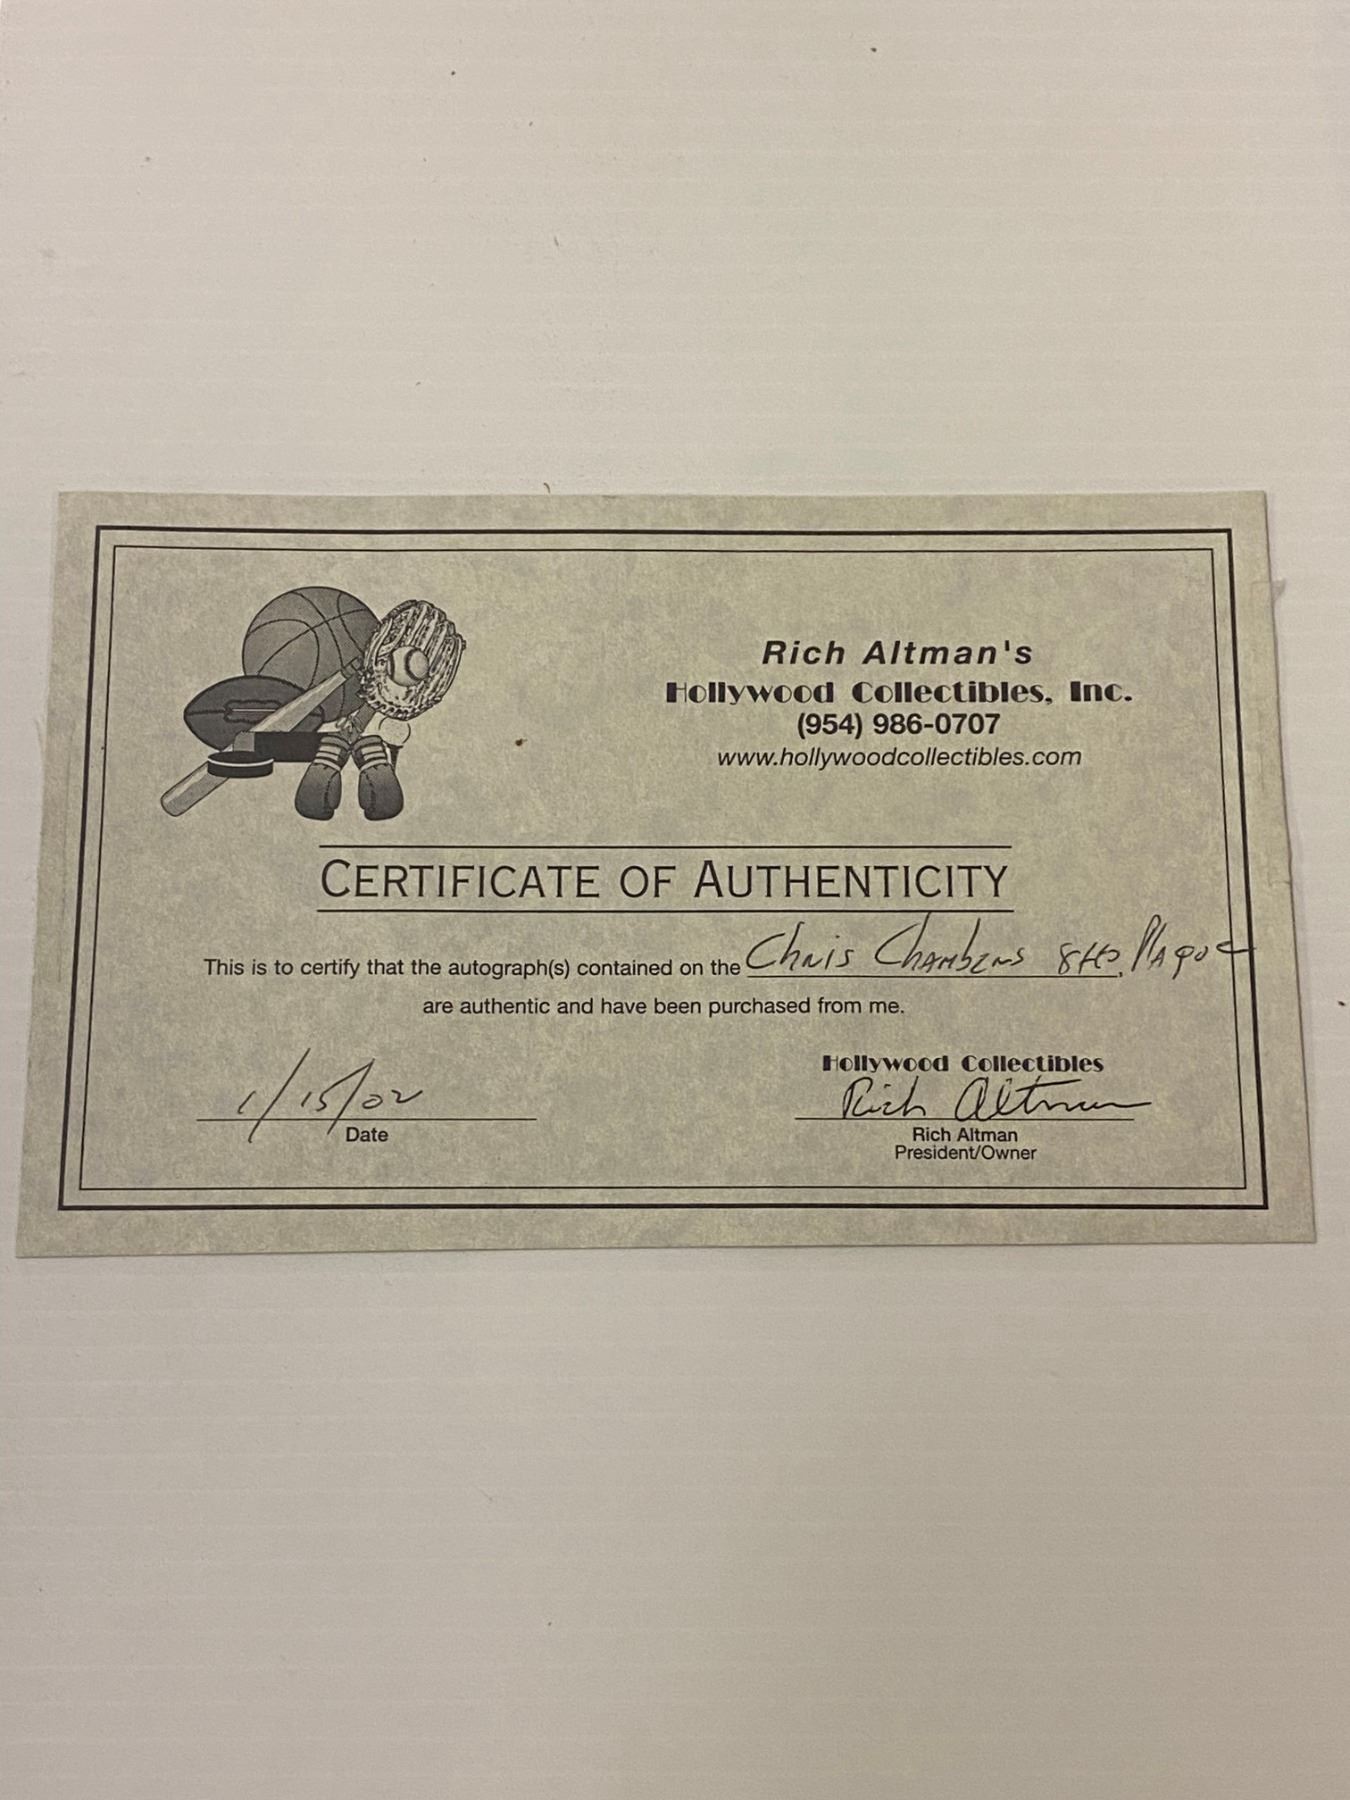 Rich Altman's
Hollywood Collectibles, Inc.
(954) 986-0707
www.hollywoodcollectibles.com
CERTIFICATE OF AUTHENTICITY
This is to certify that the autograph(s) contained on the Chris Chambers Plaque
are authentic and have been purchased from me.
1/15/02
Date
Hollywood Collectibles
Rich Altman
Rich Altman
President/Owner